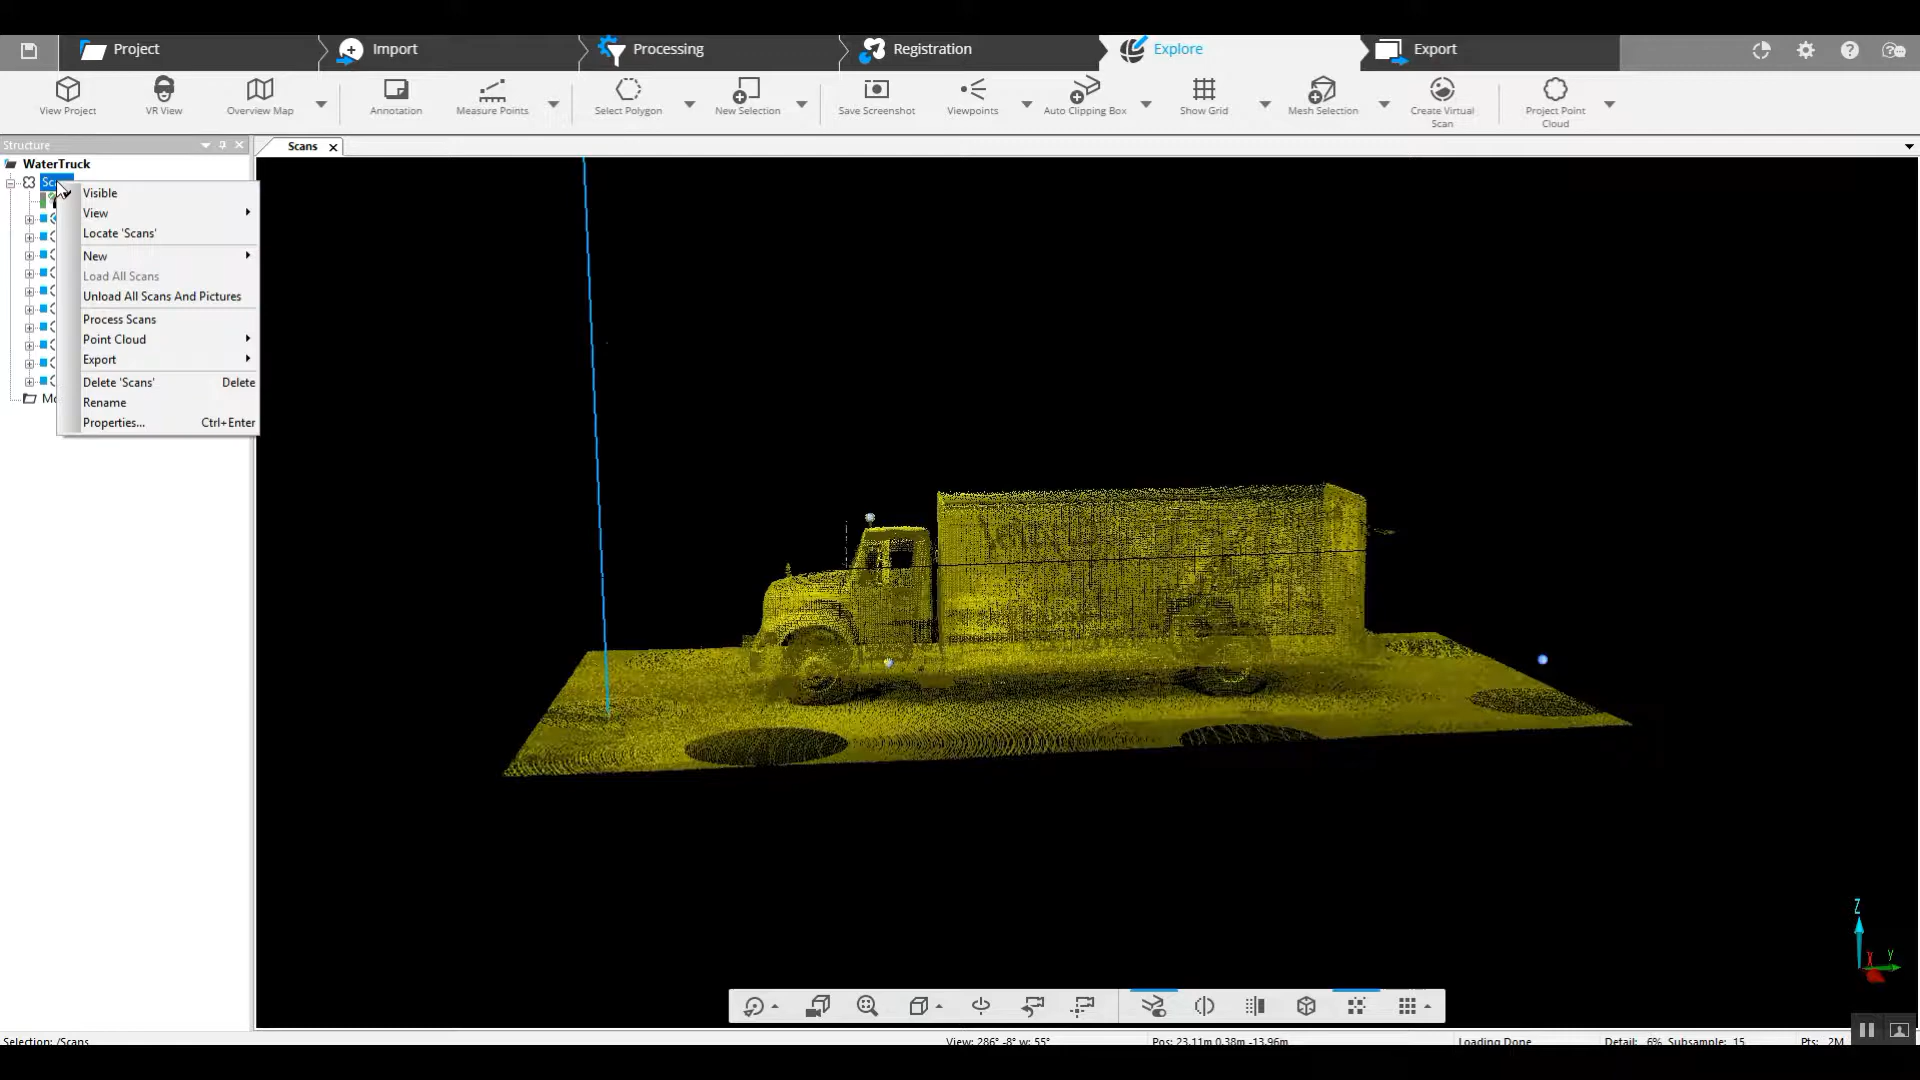 Project
Import
Processing
Registration
Explore
Export
View Project
VR View
Overview Map
Annotation
Measure Points
Select Polygon
New Selection
Save Screenshot
Viewpoints
Auto Clipping Box
Show Grid
Mesh Selection
Create Virtual
Scan
Project Point
Cloud
Structure
Scans
WaterTruck
Visible
View
Locate 'Scans'
New
Load All Scans
Unload All Scans And Pictures
Process Scans
Point Cloud
Export
Delete 'Scans' Delete
Rename
Properties... Ctrl+Enter
Z
X
y
Selection: /Scans
View: 286° -8° w: 55°
Pos: 23.11m 0.38m -13.96m
Loading Done
Detail: 6% Subsample: 15
Pts: 2M